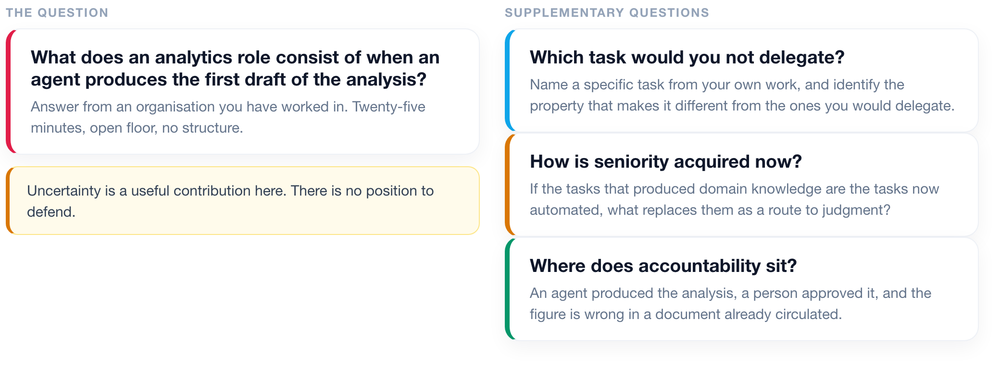 THE QUESTION
What does an analytics role consist of when an
agent produces the first draft of the analysis?
Answer from an organisation you have worked in. Twenty-five
minutes, open floor, no structure.
Uncertainty is a useful contribution here. There is no position to
defend.
SUPPLEMENTARY QUESTIONS
Which task would you not delegate?
Name a specific task from your own work, and identify the
property that makes it different from the ones you would delegate.
How is seniority acquired now?
If the tasks that produced domain knowledge are the tasks now
automated, what replaces them as a route to judgment?
Where does accountability sit?
An agent produced the analysis, a person approved it, and the
figure is wrong in a document already circulated.